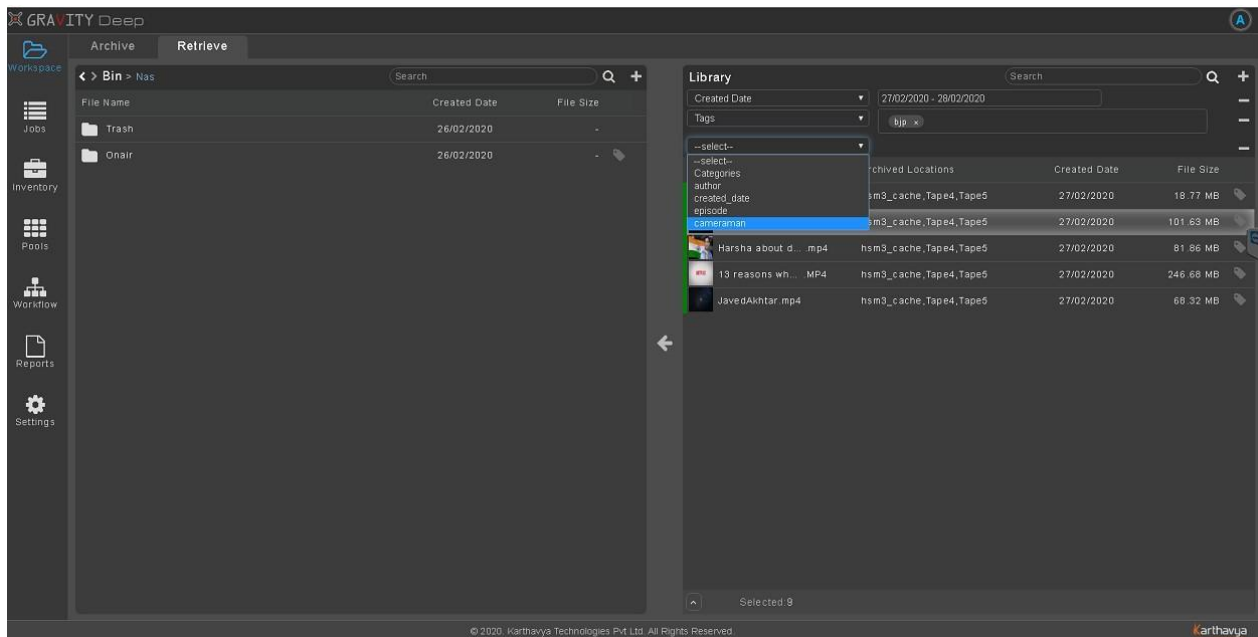 GRAVITY Deep
A
Archive Retrieve
Workspace
Jobs
Inventory
Pools
Workflow
Reports
Settings
< > Bin > Nas Search
File Name Created Date File Size
Trash 26/02/2020 -
Onair 26/02/2020 -
Library Search
Created Date 27/02/2020 - 28/02/2020
Tags bjp ×
--select--
--select--
Categories
author
created_date
episode
cameraman
rchived Locations Created Date File Size
sm3_cache,Tape4,Tape5 27/02/2020 18.77 MB
sm3_cache,Tape4,Tape5 27/02/2020 101.63 MB
Harsha about d... .mp4 hsm3_cache,Tape4,Tape5 27/02/2020 81.86 MB
13 reasons wh... .MP4 hsm3_cache,Tape4,Tape5 27/02/2020 246.68 MB
JavedAkhtar.mp4 hsm3_cache,Tape4,Tape5 27/02/2020 68.32 MB
Selected:9
© 2020. Karthavya Technologies Pvt Ltd. All Rights Reserved.
Karthavya